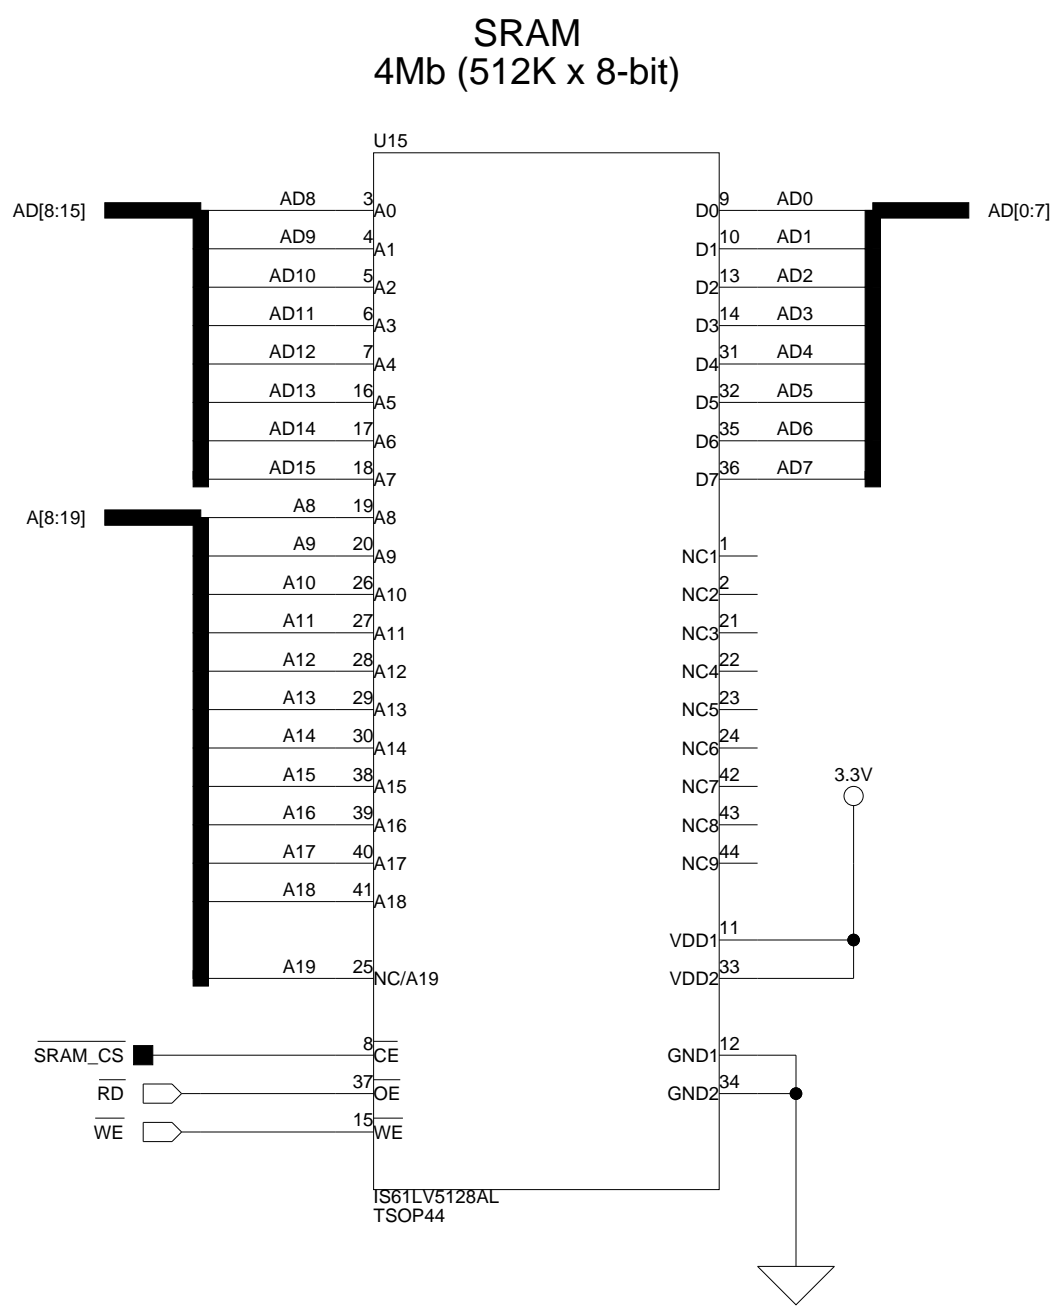 SRAM
4Mb (512K x 8-bit)
U15
AD[8:15] AD8 3 A0 D0 9 AD0 AD[0:7]
AD9 4 A1 D1 10 AD1
AD10 5 A2 D2 13 AD2
AD11 6 A3 D3 14 AD3
AD12 7 A4 D4 31 AD4
AD13 16 A5 D5 32 AD5
AD14 17 A6 D6 35 AD6
AD15 18 A7 D7 36 AD7
A[8:19] A8 19 A8
A9 20 A9 NC1 1
A10 26 A10 NC2 2
A11 27 A11 NC3 21
A12 28 A12 NC4 22
A13 29 A13 NC5 23
A14 30 A14 NC6 24
A15 38 A15 NC7 42 3.3V
A16 39 A16 NC8 43
A17 40 A17 NC9 44
A18 41 A18
VDD1 11
A19 25 NC/A19 VDD2 33
SRAM_CS 8 CE GND1 12
RD 37 OE GND2 34
WE 15 WE
IS61LV5128AL
TSOP44